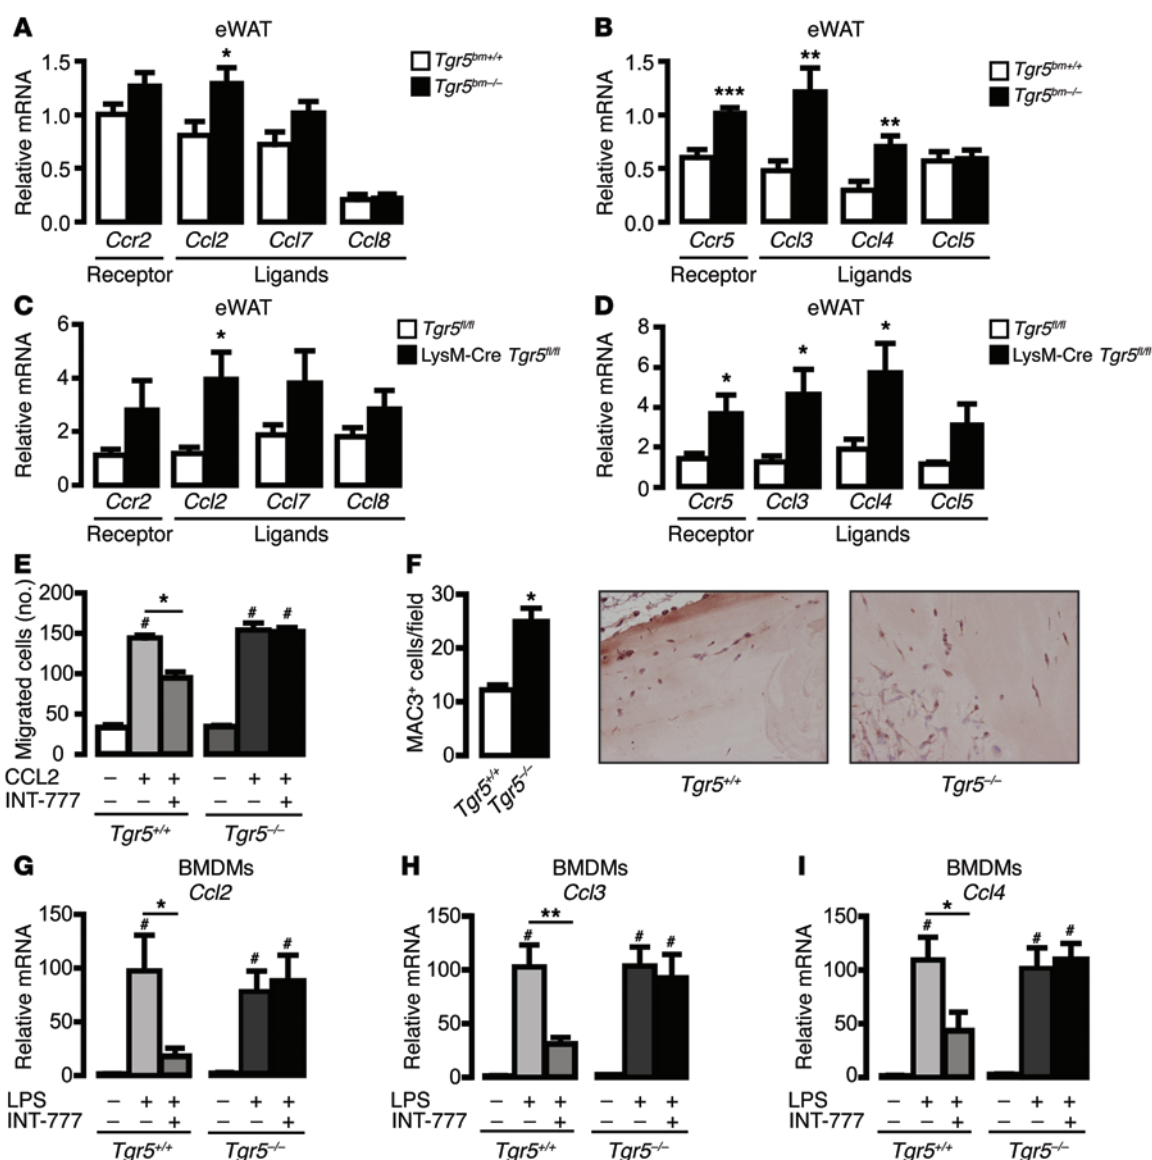 A
eWAT
Relative mRNA
1.5
1.0
0.5
0.0
*
Tgr5bm+/+
Tgr5bm–/–
Ccr2 Ccl2 Ccl7 Ccl8
Receptor Ligands
B
eWAT
Relative mRNA
1.5
1.0
0.5
0.0
*** ** **
Tgr5bm+/+
Tgr5bm–/–
Ccr5 Ccl3 Ccl4 Ccl5
Receptor Ligands
C
eWAT
Relative mRNA
6
4
2
0
*
Tgr5fl/fl
LysM-Cre Tgr5fl/fl
Ccr2 Ccl2 Ccl7 Ccl8
Receptor Ligands
D
eWAT
Relative mRNA
8
6
4
2
0
* * *
Tgr5fl/fl
LysM-Cre Tgr5fl/fl
Ccr5 Ccl3 Ccl4 Ccl5
Receptor Ligands
E
Migrated cells (no.)
200
150
100
50
0
*
# # #
CCL2 – + + – + +
INT-777 – – + – – +
Tgr5+/+ Tgr5–/–
F
MAC3+ cells/field
30
20
10
0
*
Tgr5+/+
Tgr5–/–
Tgr5+/+
Tgr5–/–
G
BMDMs
Ccl2
Relative mRNA
150
100
50
0
*
# # #
LPS – + + – + +
INT-777 – – + – – +
Tgr5+/+ Tgr5–/–
H
BMDMs
Ccl3
Relative mRNA
150
100
50
0
**
# # #
LPS – + + – + +
INT-777 – – + – – +
Tgr5+/+ Tgr5–/–
I
BMDMs
Ccl4
Relative mRNA
150
100
50
0
*
# # #
LPS – + + – + +
INT-777 – – + – – +
Tgr5+/+ Tgr5–/–